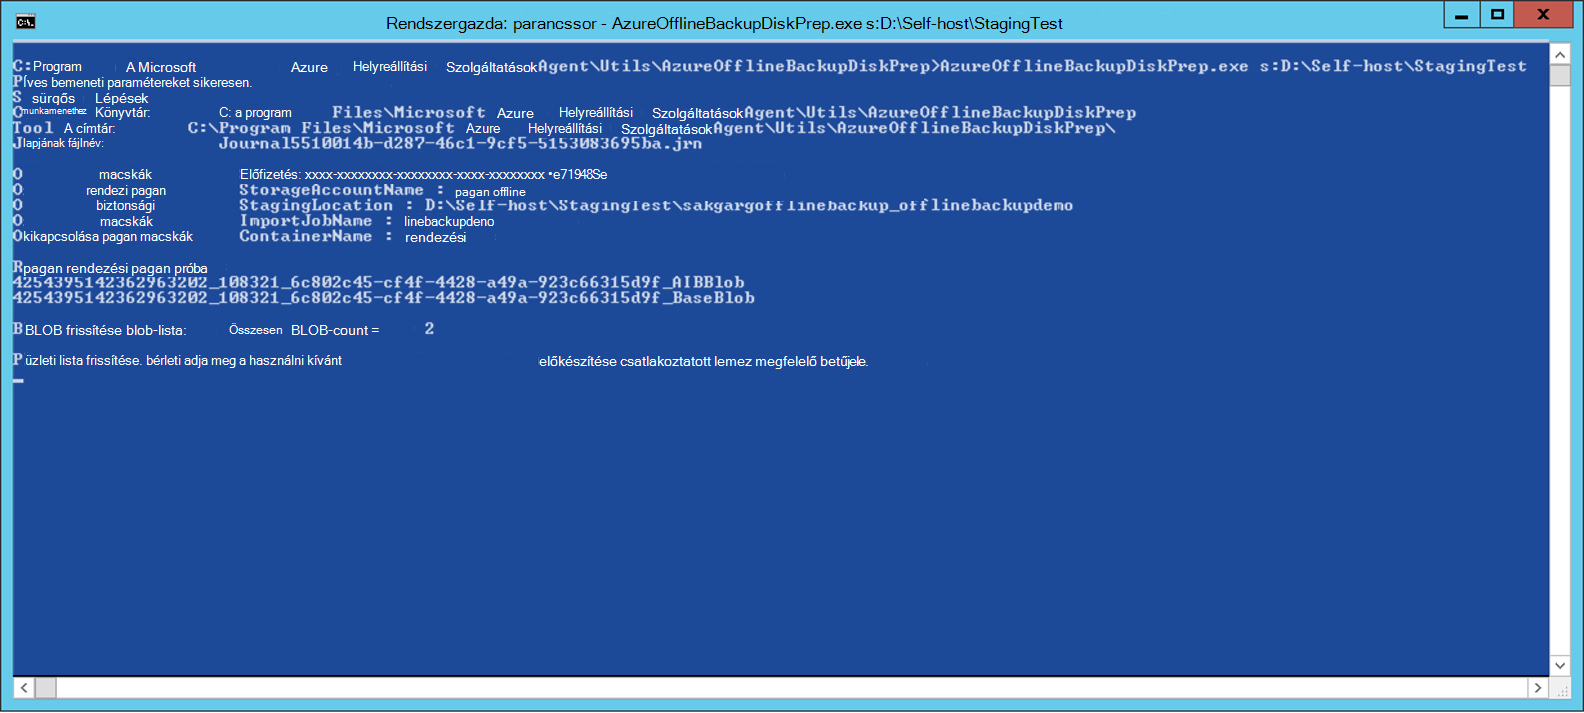 Rendszergazda: parancssor - AzureOfflineBackupDiskPrep.exe s:D:\Self-host\StagingTest
C:Program A Microsoft Azure Helyreállítási SzolgáltatásokAgent\Utils\AzureOfflineBackupDiskPrep>AzureOfflineBackupDiskPrep.exe s:D:\Self-host\StagingTest
PÍves bemeneti paramétereket sikeresen.
S sürgős Lépések
Omunkamenethez Könyvtár: C: a program Files\Microsoft Azure Helyreállítási SzolgáltatásokAgent\Utils\AzureOfflineBackupDiskPrep
Tool A címtár: C:\Program Files\Microsoft Azure Helyreállítási SzolgáltatásokAgent\Utils\AzureOfflineBackupDiskPrep\
Jlapjának fájlnév: Journal5510014b-d287-46c1-9cf5-5153083695ba.jrn
O macskák Előfizetés: xxxx-xxxxxxxx-xxxxxxxx-xxxx-xxxxxxxx •e71948Se
O rendezi pagan StorageAccountName : pagan offline
O biztonsági StagingLocation : D:\Self-host\StagingTest\sakgargofflinebackup_offlinebackupdemo
O macskák ImportJobName : linebackupdeno
Okikapcsolása pagan macskák ContainerName : rendezési
Rpagan rendezési pagan próba
4254395142362963202_108321_6c802c45-cf4f-4428-a49a-923c66315d9f_AIBBlob
4254395142362963202_108321_6c802c45-cf4f-4428-a49a-923c66315d9f_BaseBlob
B BLOB frissítése blob-lista: Összesen BLOB-count = 2
P üzleti lista frissítése. bérleti adja meg a használni kívánt előkészítése csatlakoztatott lemez megfelelő betűjele.